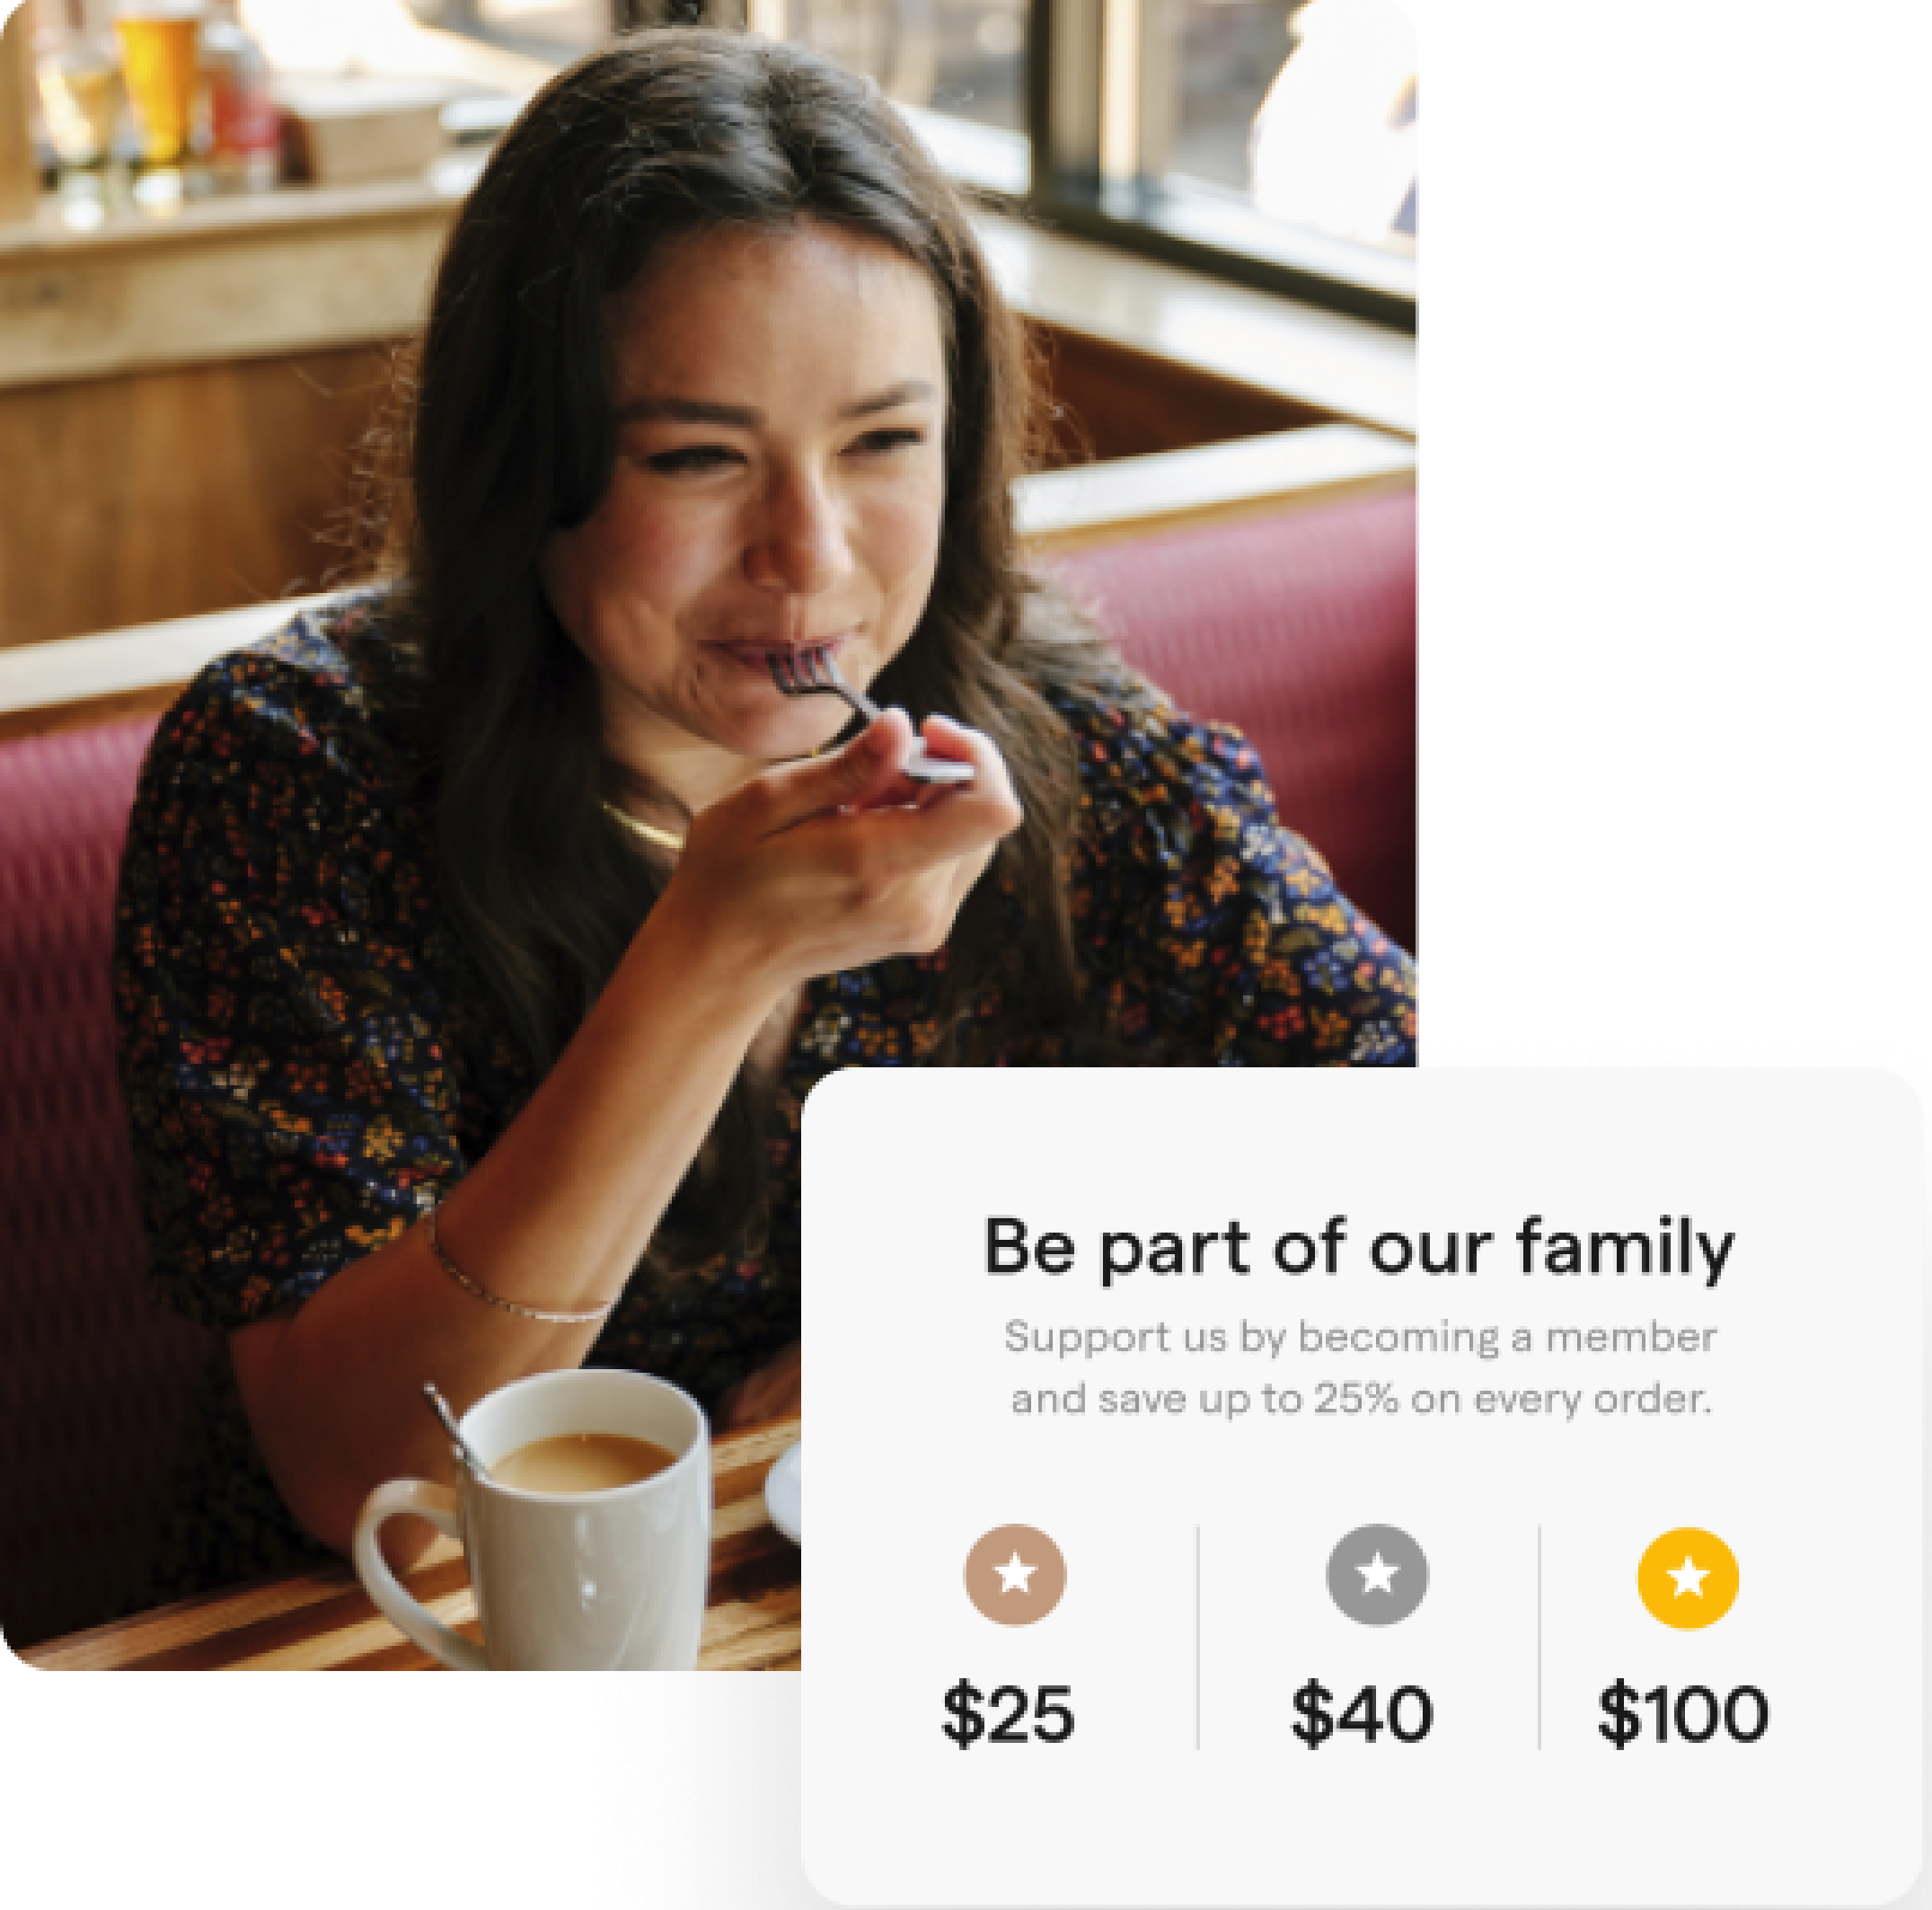 Be part of our family
Support us by becoming a member
and save up to 25% on every order.
$25
$40
$100